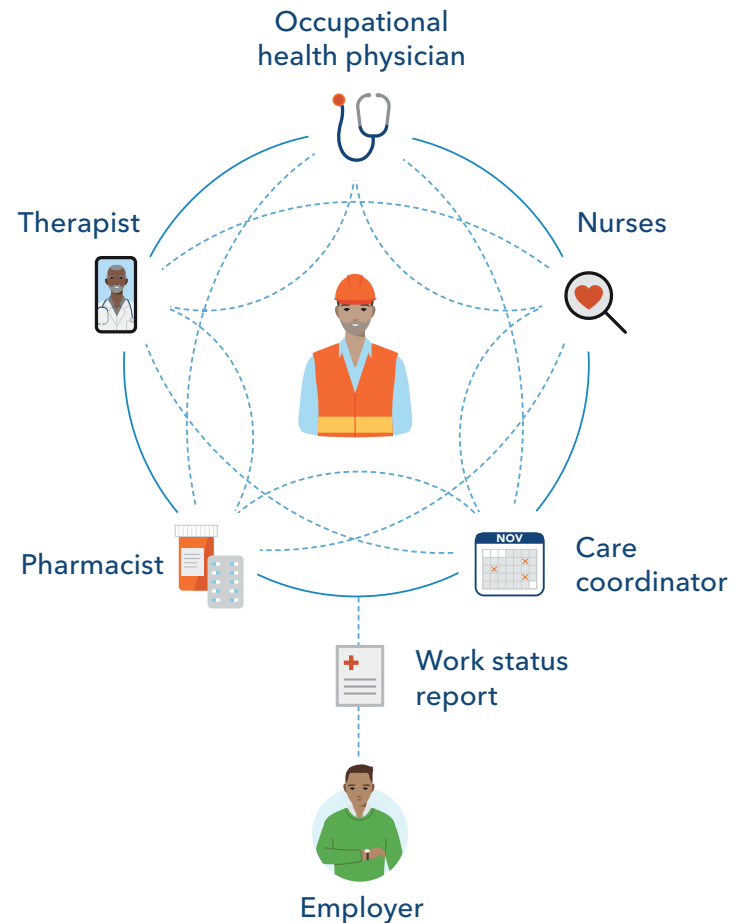 Occupational
health physician
Therapist
Nurses
NOV
Pharmacist
Care
coordinator
Work status
report
Employer